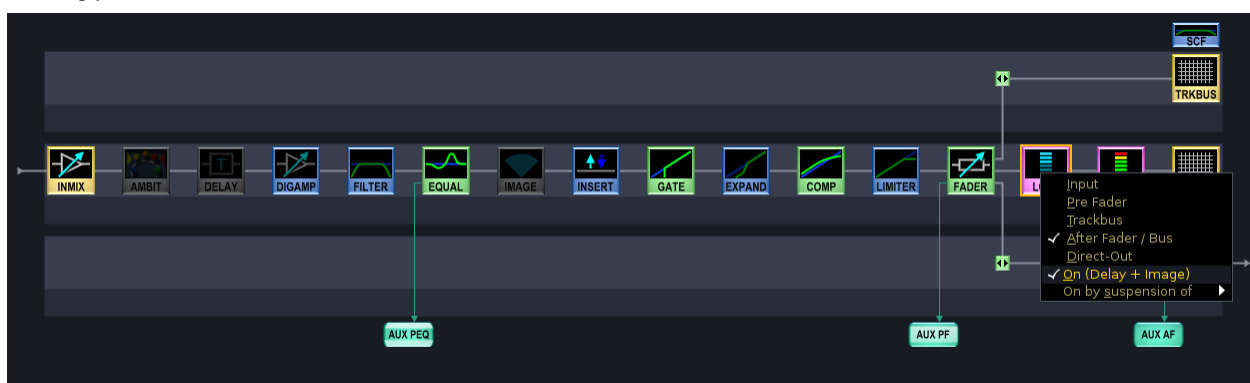 SCF
TRKBUS
INMIX
AMBIT
DELAY
DIGAMP
FILTER
EQUAL
IMAGE
INSERT
GATE
EXPAND
COMP
LIMITER
FADER
Input
Pre Fader
Trackbus
After Fader / Bus
Direct-Out
On (Delay + Image)
On by suspension of
AUX PEQ
AUX PF
AUX AF